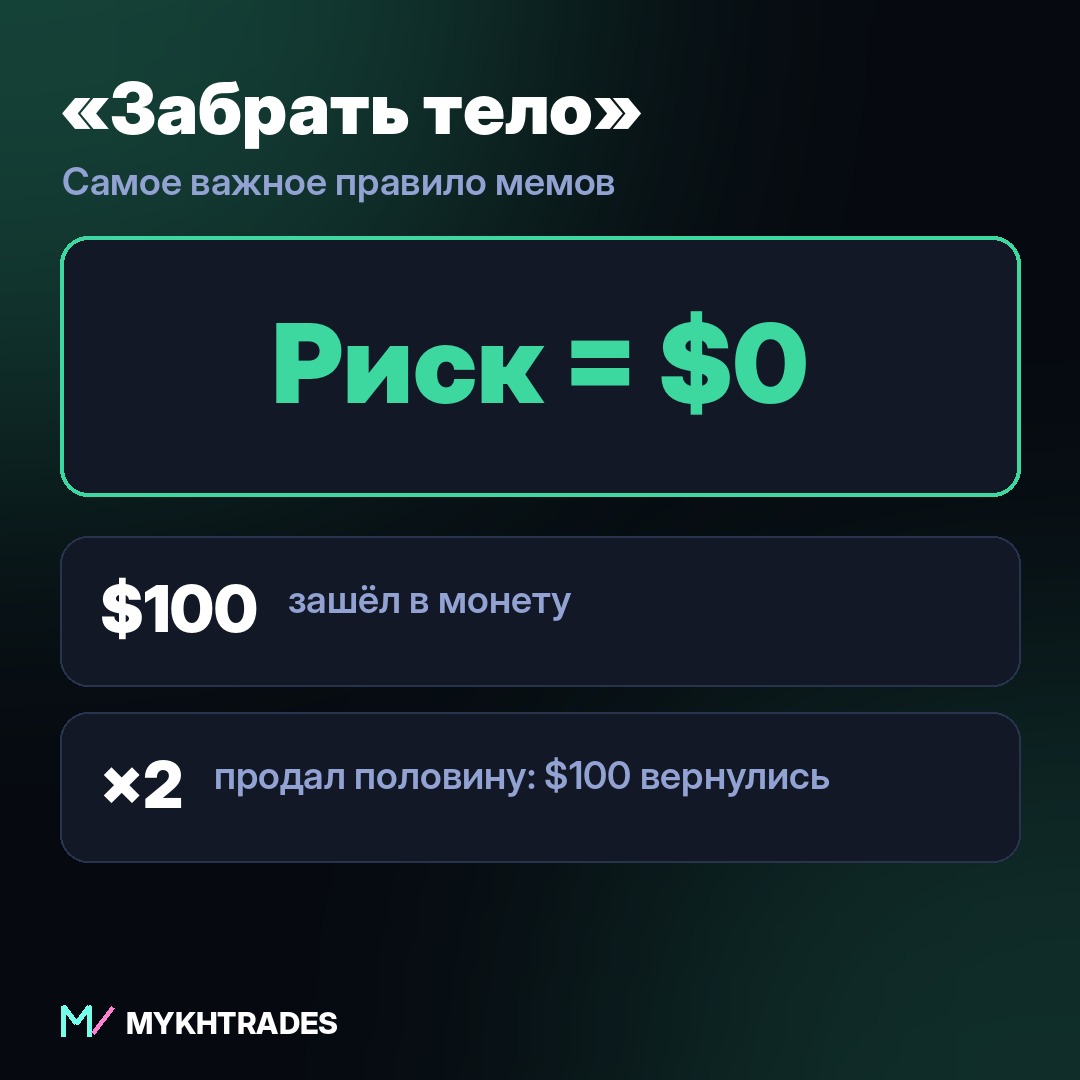 «Забрать тело»
Самое важное правило мемов
Риск = $0
$100 зашёл в монету
×2 продал половину: $100 вернулись
MYKHTRADES